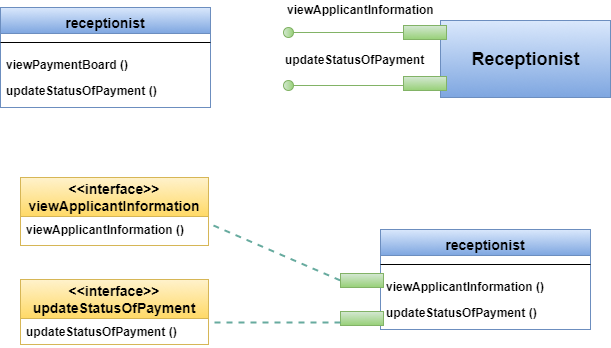 receptionist
viewPaymentBoard ()
updateStatusOfPayment ()
viewApplicantInformation
updateStatusOfPayment
Receptionist
<<interface>>
viewApplicantInformation
viewApplicantInformation ()
<<interface>>
updateStatusOfPayment
updateStatusOfPayment ()
receptionist
viewApplicantInformation ()
updateStatusOfPayment ()